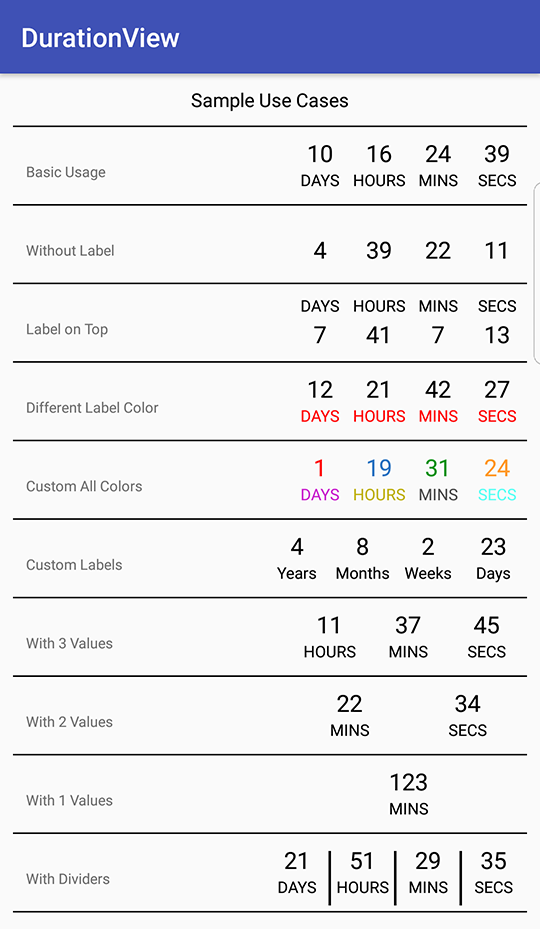 DurationView
Sample Use Cases
Basic Usage
10 16 24 39
DAYS HOURS MINS SECS
Without Label
4 39 22 11
Label on Top
DAYS HOURS MINS SECS
7 41 7 13
Different Label Color
12 21 42 27
DAYS HOURS MINS SECS
Custom All Colors
1 19 31 24
DAYS HOURS MINS SECS
Custom Labels
4 8 2 23
Years Months Weeks Days
With 3 Values
11 37 45
HOURS MINS SECS
With 2 Values
22 34
MINS SECS
With 1 Values
123
MINS
With Dividers
21 51 29 35
DAYS HOURS MINS SECS